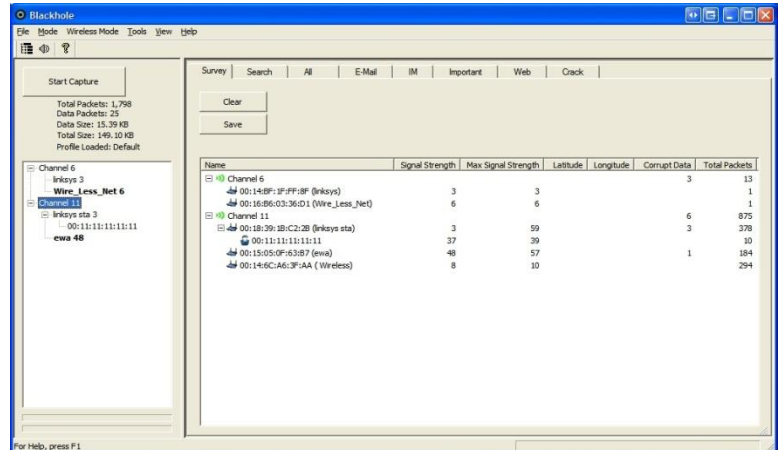 Blackhole
File Mode Wireless Mode Tools View Help
Start Capture
Total Packets: 1,798
Data Packets: 25
Data Size: 15.39 KB
Total Size: 149.10 KB
Profile Loaded: Default
Channel 6
linksys 3
Wire_Less_Net 6
Channel 11
linksys sta 3
00:11:11:11:11:11
ewa 48
Survey Search All E-Mail IM Important Web Crack
Clear
Save
Name Signal Strength Max Signal Strength Latitude Longitude Corrupt Data Total Packets
Channel 6 3 13
00:14:BF:1F:FF:8F (linksys) 3 3 1
00:16:B6:03:36:D1 (Wire_Less_Net) 6 6 1
Channel 11 6 875
00:18:39:1B:C2:2B (linksys sta) 3 59 3 378
00:11:11:11:11:11 37 39 10
00:15:05:0F:63:B7 (ewa) 48 57 1 184
00:14:6C:A6:3F:AA ( Wireless) 8 10 294
For Help, press F1